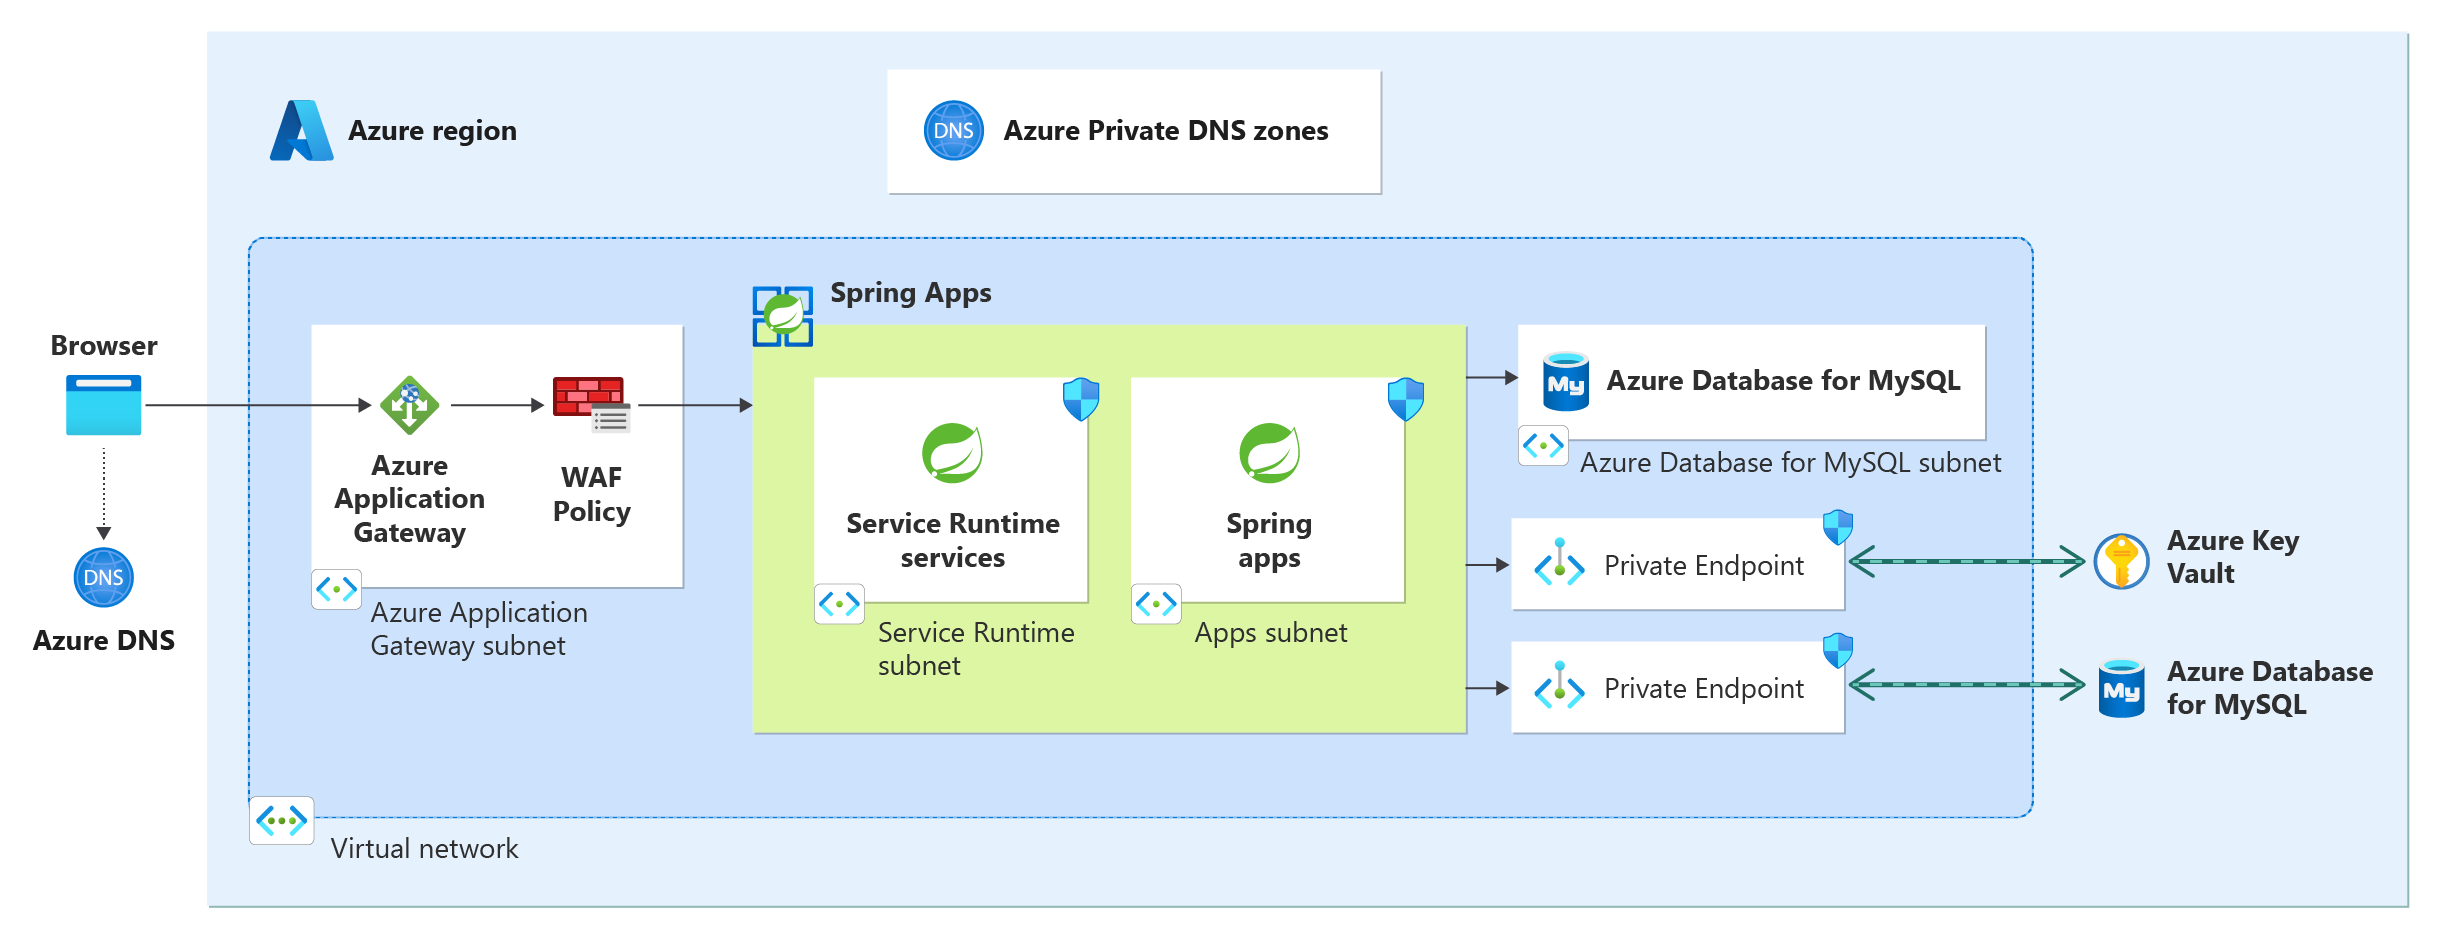 Azure region
DNS
Azure Private DNS zones
Browser
DNS
Azure DNS
Azure
Application
Gateway
WAF
Policy
Azure Application
Gateway subnet
Spring Apps
Service Runtime
services
Service Runtime
subnet
Spring
apps
Apps subnet
My
Azure Database for MySQL
Azure Database for MySQL subnet
Private Endpoint
Azure Key
Vault
Private Endpoint
My
Azure Database
for MySQL
Virtual network